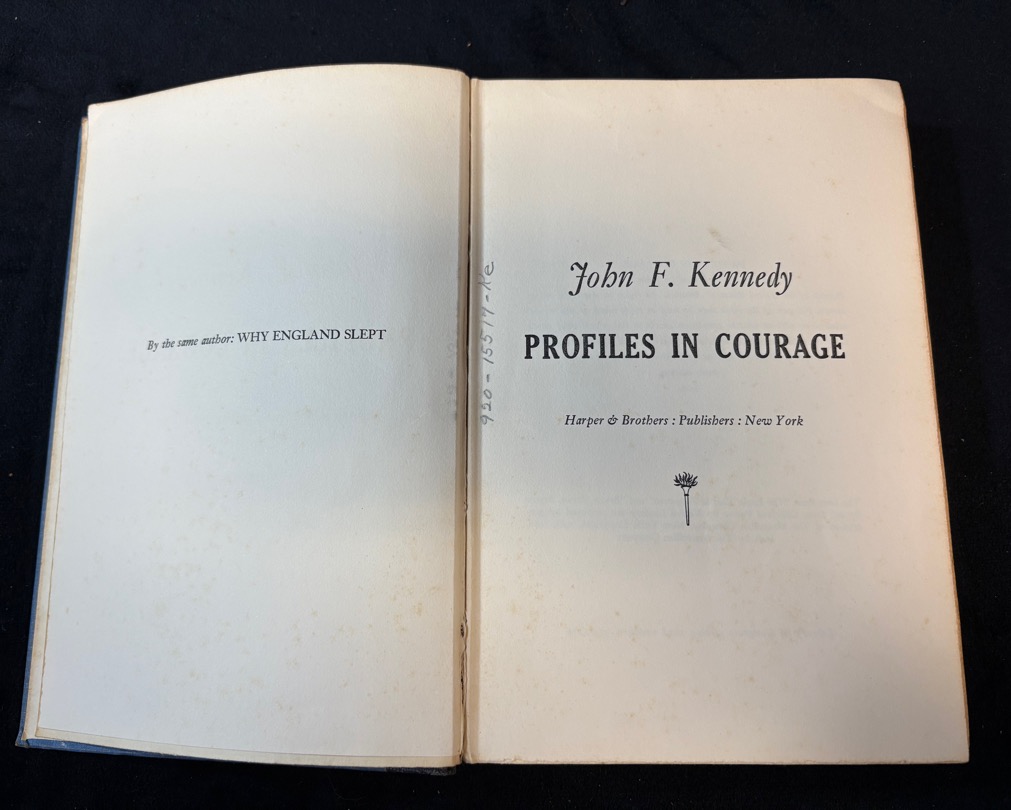 By the same author: WHY ENGLAND SLEPT
920-15517-Ke
John F. Kennedy
PROFILES IN COURAGE
Harper & Brothers : Publishers : New York